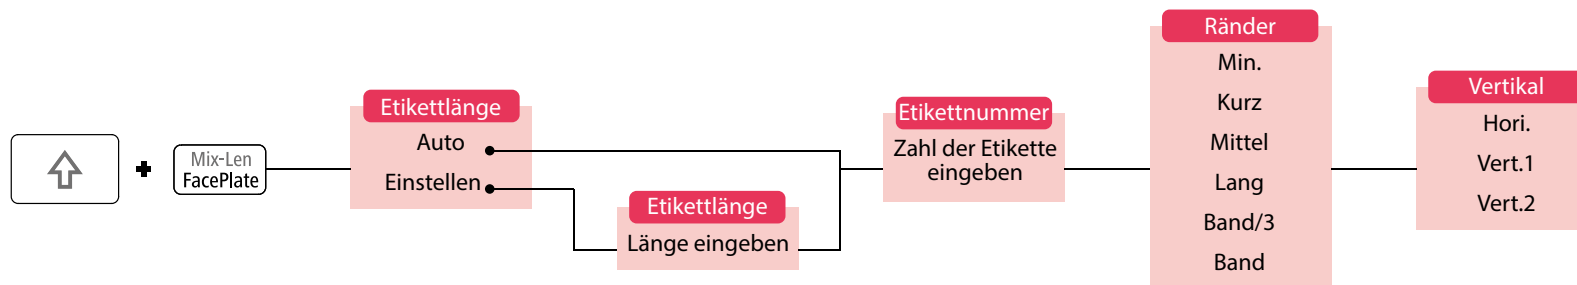 Mix-Len
FacePlate
Etikettlänge
Auto
Einstellen
Etikettlänge
Länge eingeben
Etikettnummer
Zahl der Etikette
eingeben
Ränder
Min.
Kurz
Mittel
Lang
Band/3
Band
Vertikal
Hori.
Vert.1
Vert.2